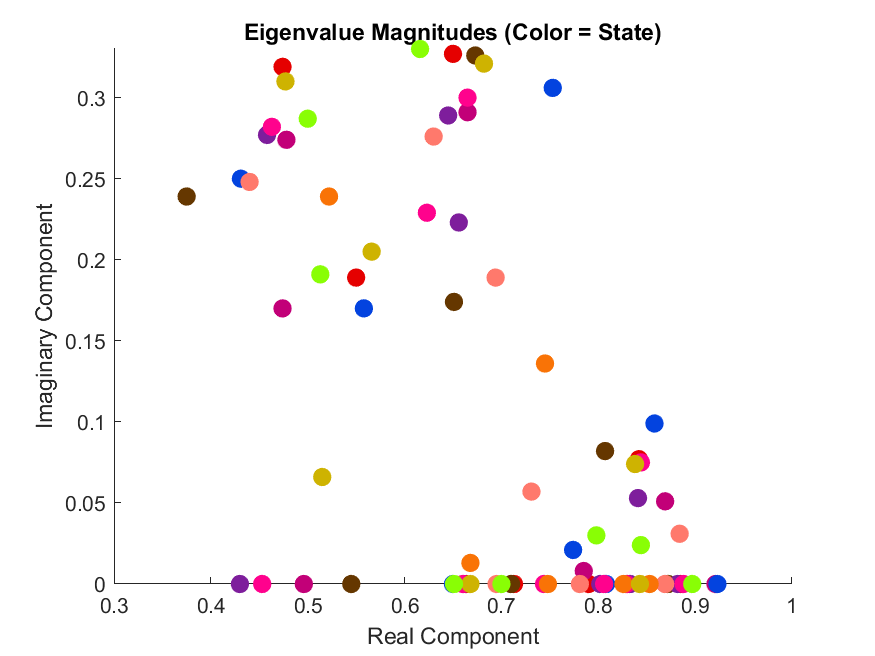 Eigenvalue Magnitudes (Color = State)
0.3
0.25
0.2
0.15
0.1
0.05
0
Imaginary Component
0.3 0.4 0.5 0.6 0.7 0.8 0.9 1
Real Component